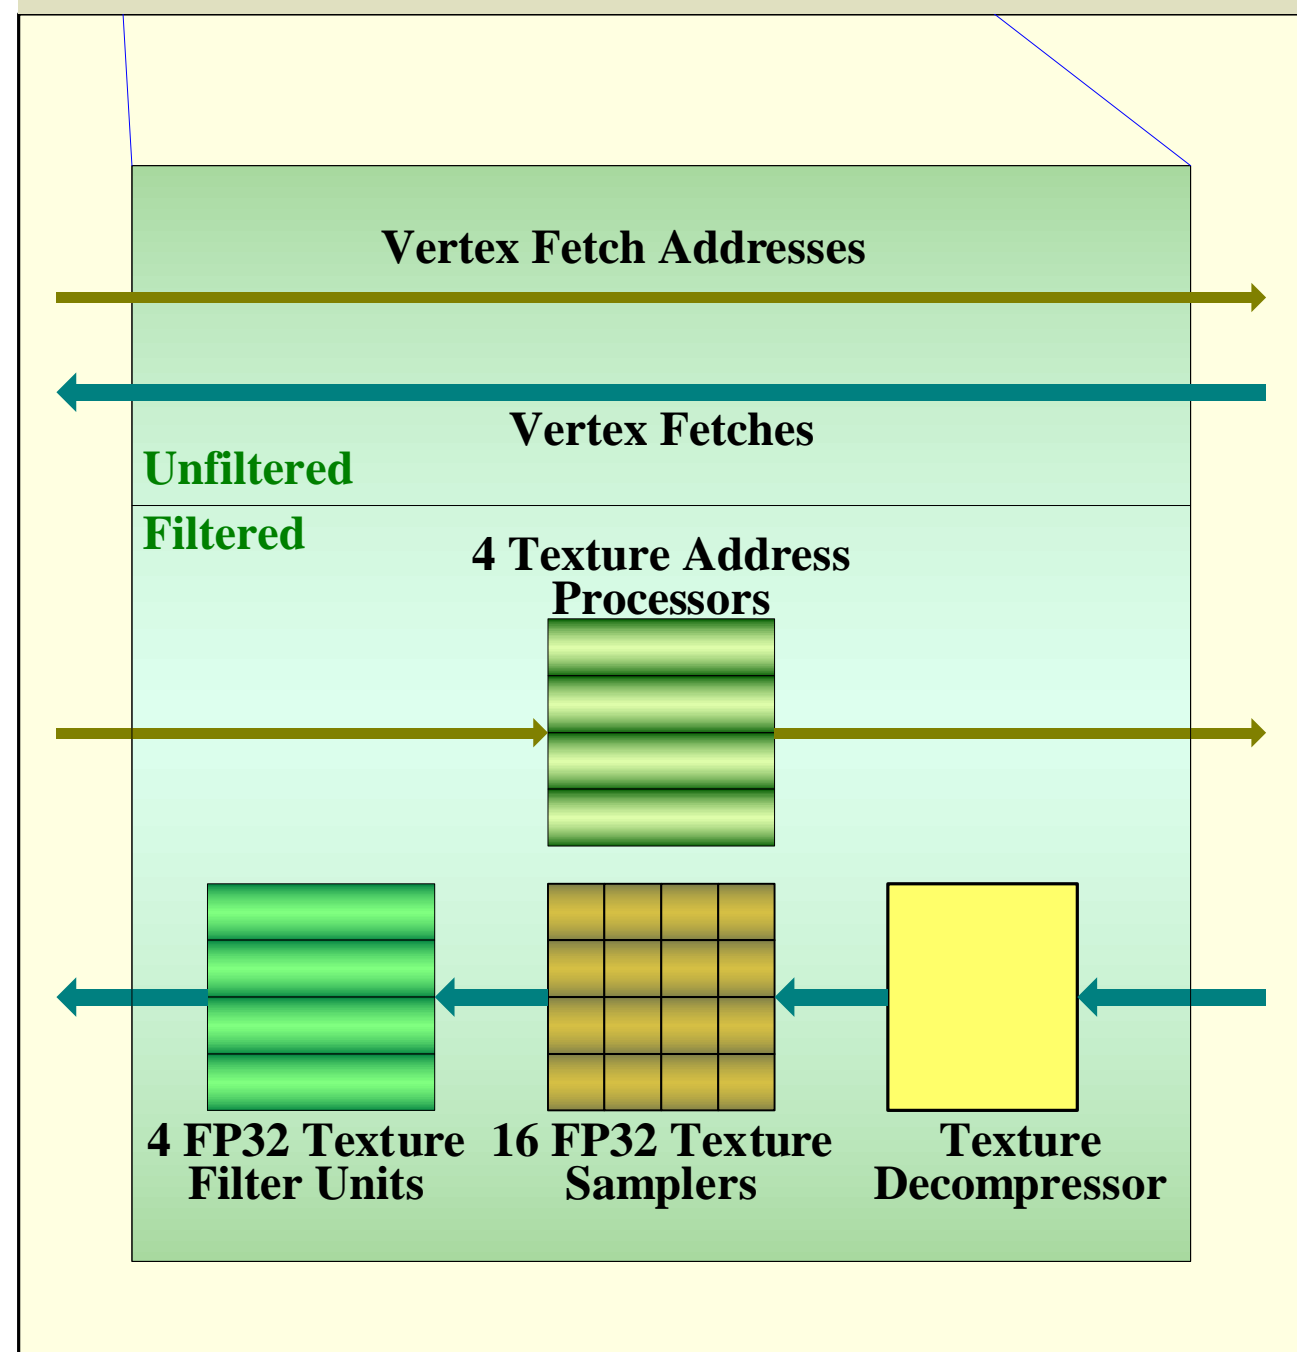 Vertex Fetch Addresses
Vertex Fetches
Unfiltered
Filtered
4 Texture Address
Processors
4 FP32 Texture
Filter Units
16 FP32 Texture
Samplers
Texture
Decompressor